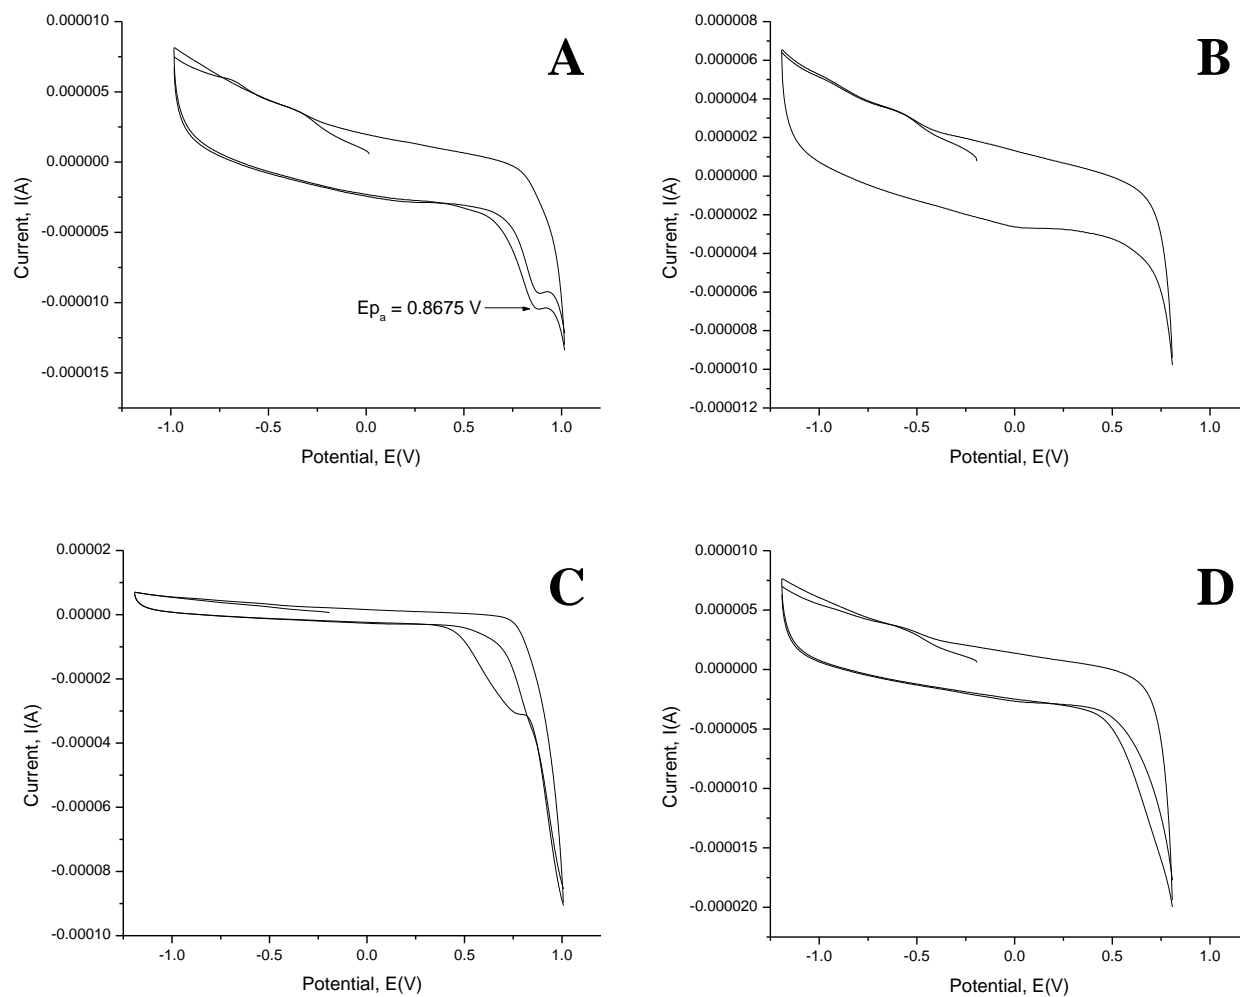 A
0.000010
0.000005
0.000000
-0.000005
-0.000010
-0.000015
Current, I(A)
Epa = 0.8675 V
-1.0 -0.5 0.0 0.5 1.0
Potential, E(V)
B
0.000008
0.000006
0.000004
0.000002
0.000000
-0.000002
-0.000004
-0.000006
-0.000008
-0.000010
-0.000012
Current, I(A)
-1.0 -0.5 0.0 0.5 1.0
Potential, E(V)
C
0.00002
0.00000
-0.00002
-0.00004
-0.00006
-0.00008
-0.00010
Current, I(A)
-1.0 -0.5 0.0 0.5 1.0
Potential, E(V)
D
0.000010
0.000005
0.000000
-0.000005
-0.000010
-0.000015
-0.000020
Current, I(A)
-1.0 -0.5 0.0 0.5 1.0
Potential, E(V)